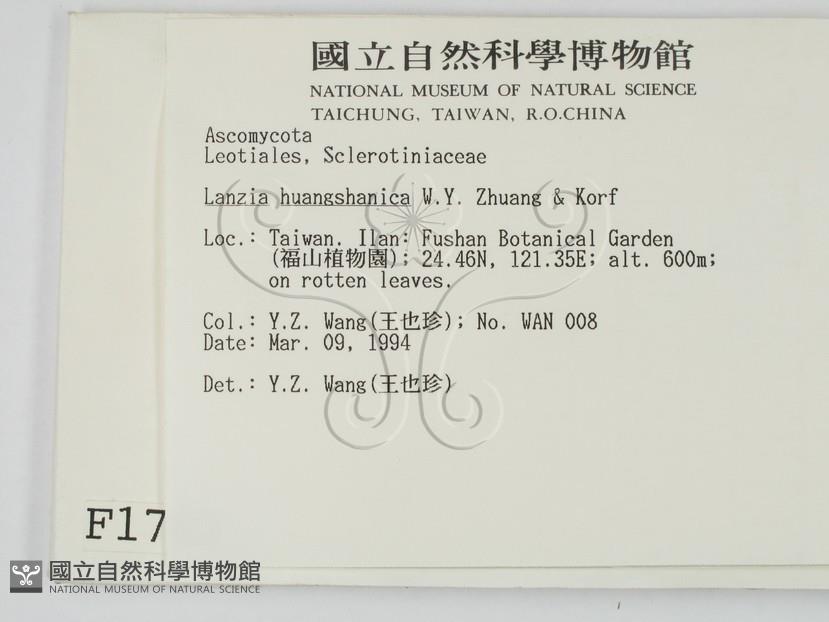 國立自然科學博物館
NATIONAL MUSEUM OF NATURAL SCIENCE
TAICHUNG, TAIWAN, R.O.CHINA
Ascomycota
Leotiales, Sclerotiniaceae
Lanzia huangshanica W.Y. Zhuang & Korf
Loc.: Taiwan. Ilan: Fushan Botanical Garden
(福山植物園); 24.46N, 121.35E; alt. 600m;
on rotten leaves.
Col.: Y.Z. Wang(王也珍); No. WAN 008
Date: Mar. 09, 1994
Det.: Y.Z. Wang(王也珍)
F17
國立自然科學博物館
NATIONAL MUSEUM OF NATURAL SCIENCE